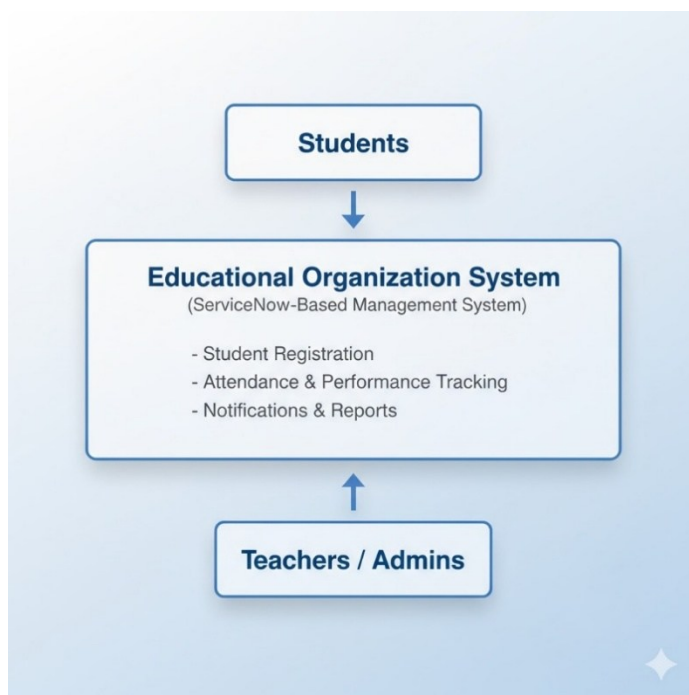 Students
Educational Organization System
(ServiceNow-Based Management System)
- Student Registration
- Attendance & Performance Tracking
- Notifications & Reports
Teachers / Admins